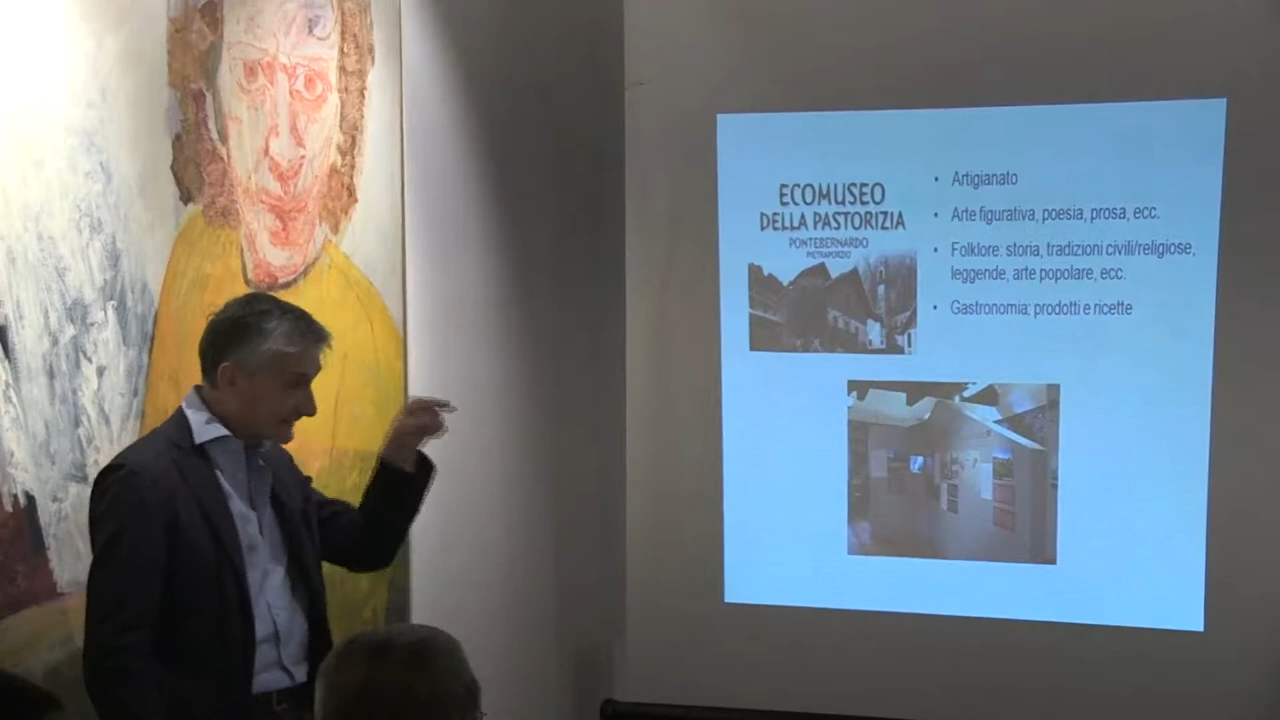 ECOMUSEO
DELLA PASTORIZIA
PONTEBERNARDO
PIETRAPORZIO
• Artigianato
• Arte figurativa, poesia, prosa, ecc.
• Folklore: storia, tradizioni civili/religiose,
leggende, arte popolare, ecc.
• Gastronomia: prodotti e ricette